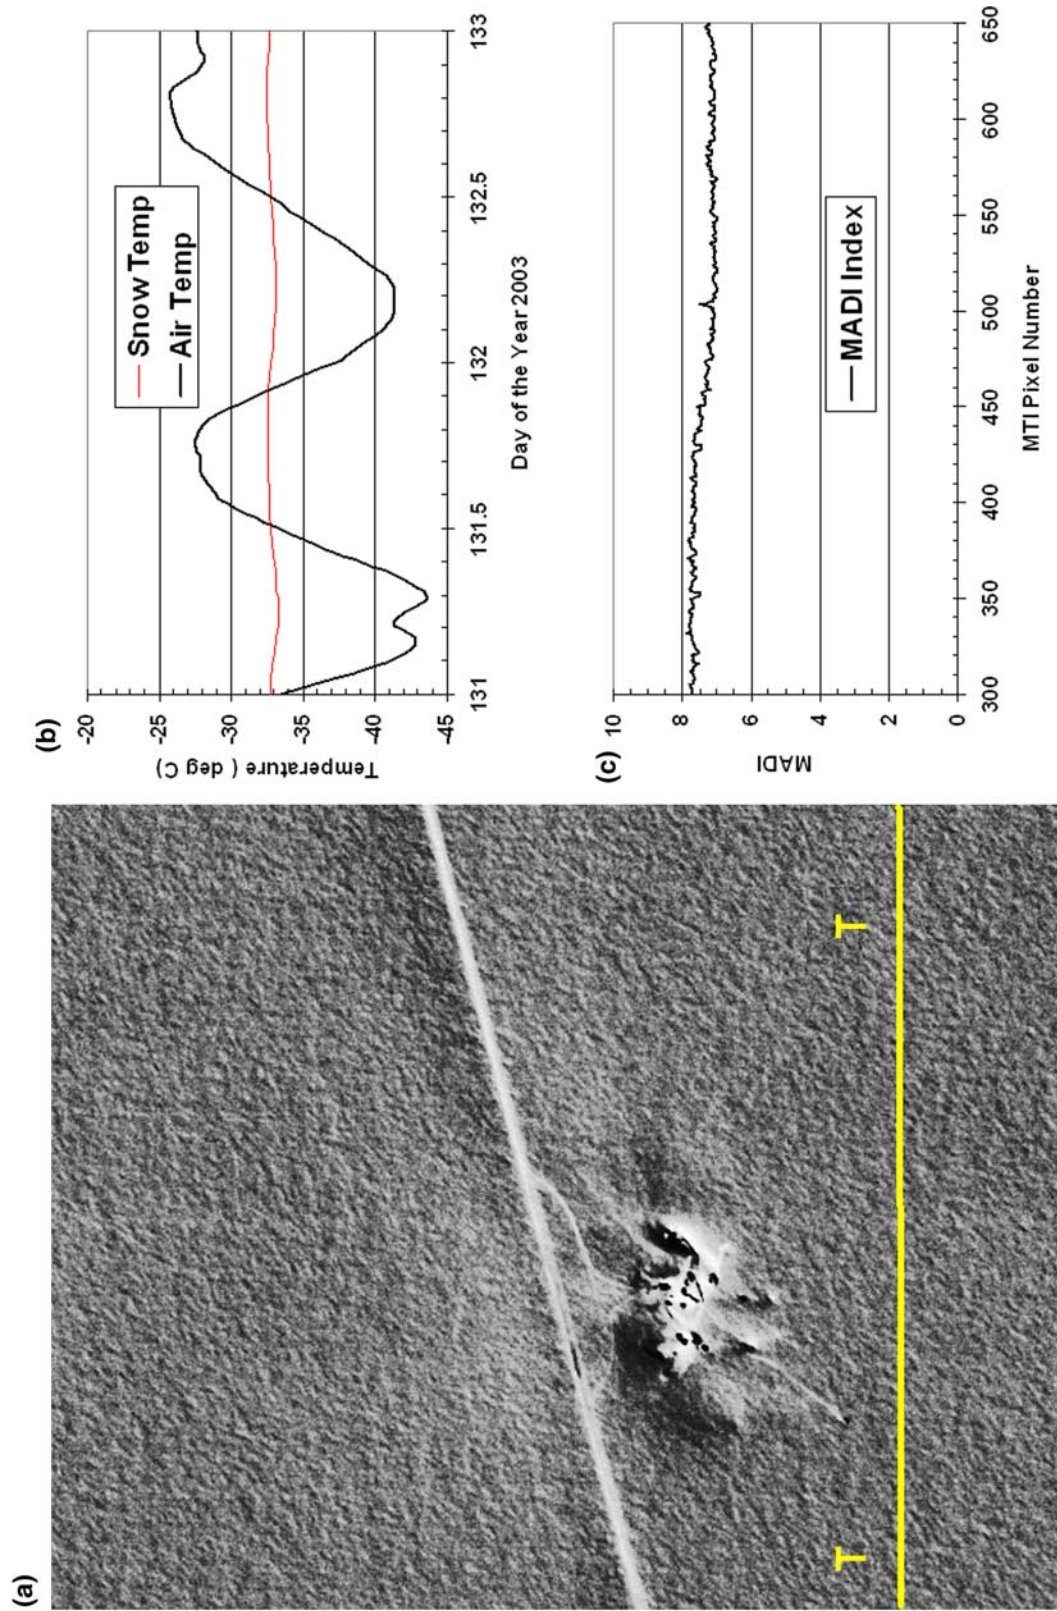 (a)
T
T
(b)
Temperature ( deg C)
-20
-25
-30
-35
-40
-45
Snow Temp
Air Temp
131
131.5
132
132.5
133
Day of the Year 2003
(c)
MADI
10
8
6
4
2
0
MADI Index
300
350
400
450
500
550
600
650
MTI Pixel Number